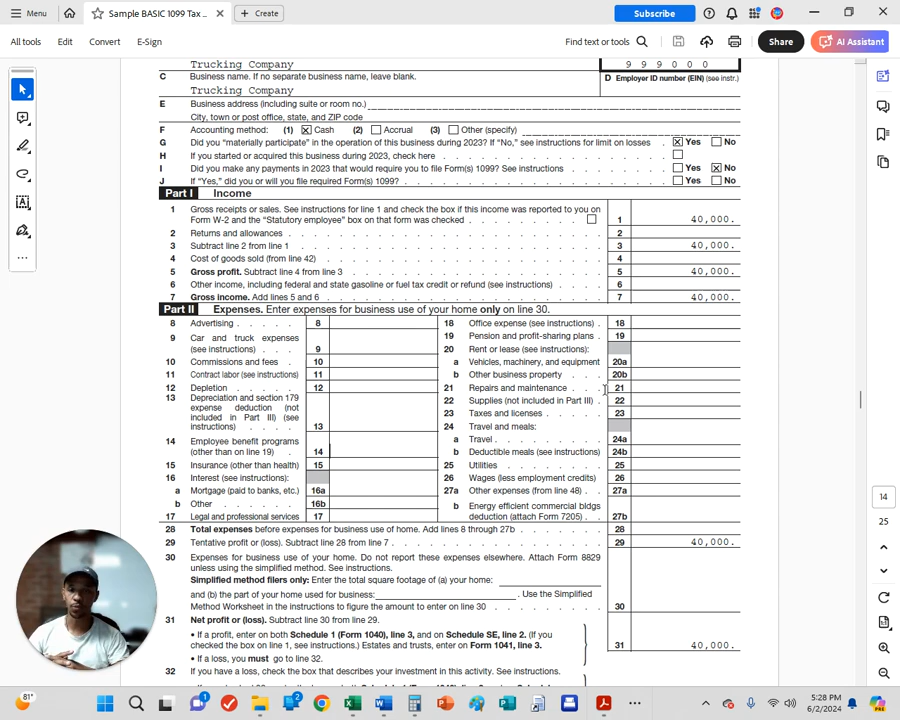 Menu
Sample BASIC 1099 Tax ...
Create
Subscribe
All tools Edit Convert E-Sign
Find text or tools
Share
AI Assistant
Trucking Company
9 9 9 0 0 0
C Business name. If no separate business name, leave blank.
D Employer ID number (EIN) (see instr.)
Trucking Company
E Business address (including suite or room no.)
City, town or post office, state, and ZIP code
F Accounting method: (1) X Cash (2) Accrual (3) Other (specify)
G Did you "materially participate" in the operation of this business during 2023? If "No," see instructions for limit on losses . X Yes No
H If you started or acquired this business during 2023, check here
I Did you make any payments in 2023 that would require you to file Form(s) 1099? See instructions Yes X No
J If "Yes," did you or will you file required Form(s) 1099? Yes No
Part I Income
1 Gross receipts or sales. See instructions for line 1 and check the box if this income was reported to you on
Form W-2 and the "Statutory employee" box on that form was checked 1 40,000.
2 Returns and allowances 2
3 Subtract line 2 from line 1 3 40,000.
4 Cost of goods sold (from line 42) 4
5 Gross profit. Subtract line 4 from line 3 5 40,000.
6 Other income, including federal and state gasoline or fuel tax credit or refund (see instructions) 6
7 Gross income. Add lines 5 and 6 7 40,000.
Part II Expenses. Enter expenses for business use of your home only on line 30.
8 Advertising 8
9 Car and truck expenses
(see instructions) 9
10 Commissions and fees 10
11 Contract labor (see instructions) 11
12 Depletion 12
13 Depreciation and section 179
expense deduction (not
included in Part III) (see
instructions) 13
14 Employee benefit programs
(other than on line 19) 14
15 Insurance (other than health) 15
16 Interest (see instructions):
a Mortgage (paid to banks, etc.) 16a
b Other 16b
17 Legal and professional services 17
18 Office expense (see instructions) 18
19 Pension and profit-sharing plans 19
20 Rent or lease (see instructions):
a Vehicles, machinery, and equipment 20a
b Other business property 20b
21 Repairs and maintenance 21
22 Supplies (not included in Part III) 22
23 Taxes and licenses 23
24 Travel and meals:
a Travel 24a
b Deductible meals (see instructions) 24b
25 Utilities 25
26 Wages (less employment credits) 26
27a Other expenses (from line 48) 27a
b Energy efficient commercial bldgs
deduction (attach Form 7205) 27b
28 Total expenses before expenses for business use of home. Add lines 8 through 27b 28
29 Tentative profit or (loss). Subtract line 28 from line 7 29 40,000.
30 Expenses for business use of your home. Do not report these expenses elsewhere. Attach Form 8829
unless using the simplified method. See instructions.
Simplified method filers only: Enter the total square footage of (a) your home:
and (b) the part of your home used for business: . Use the Simplified
Method Worksheet in the instructions to figure the amount to enter on line 30 30
31 Net profit or (loss). Subtract line 30 from line 29.
• If a profit, enter on both Schedule 1 (Form 1040), line 3, and on Schedule SE, line 2. (If you
checked the box on line 1, see instructions.) Estates and trusts, enter on Form 1041, line 3. 31 40,000.
• If a loss, you must go to line 32.
32 If you have a loss, check the box that describes your investment in this activity. See instructions.
14
25
81°
5:28 PM
6/2/2024